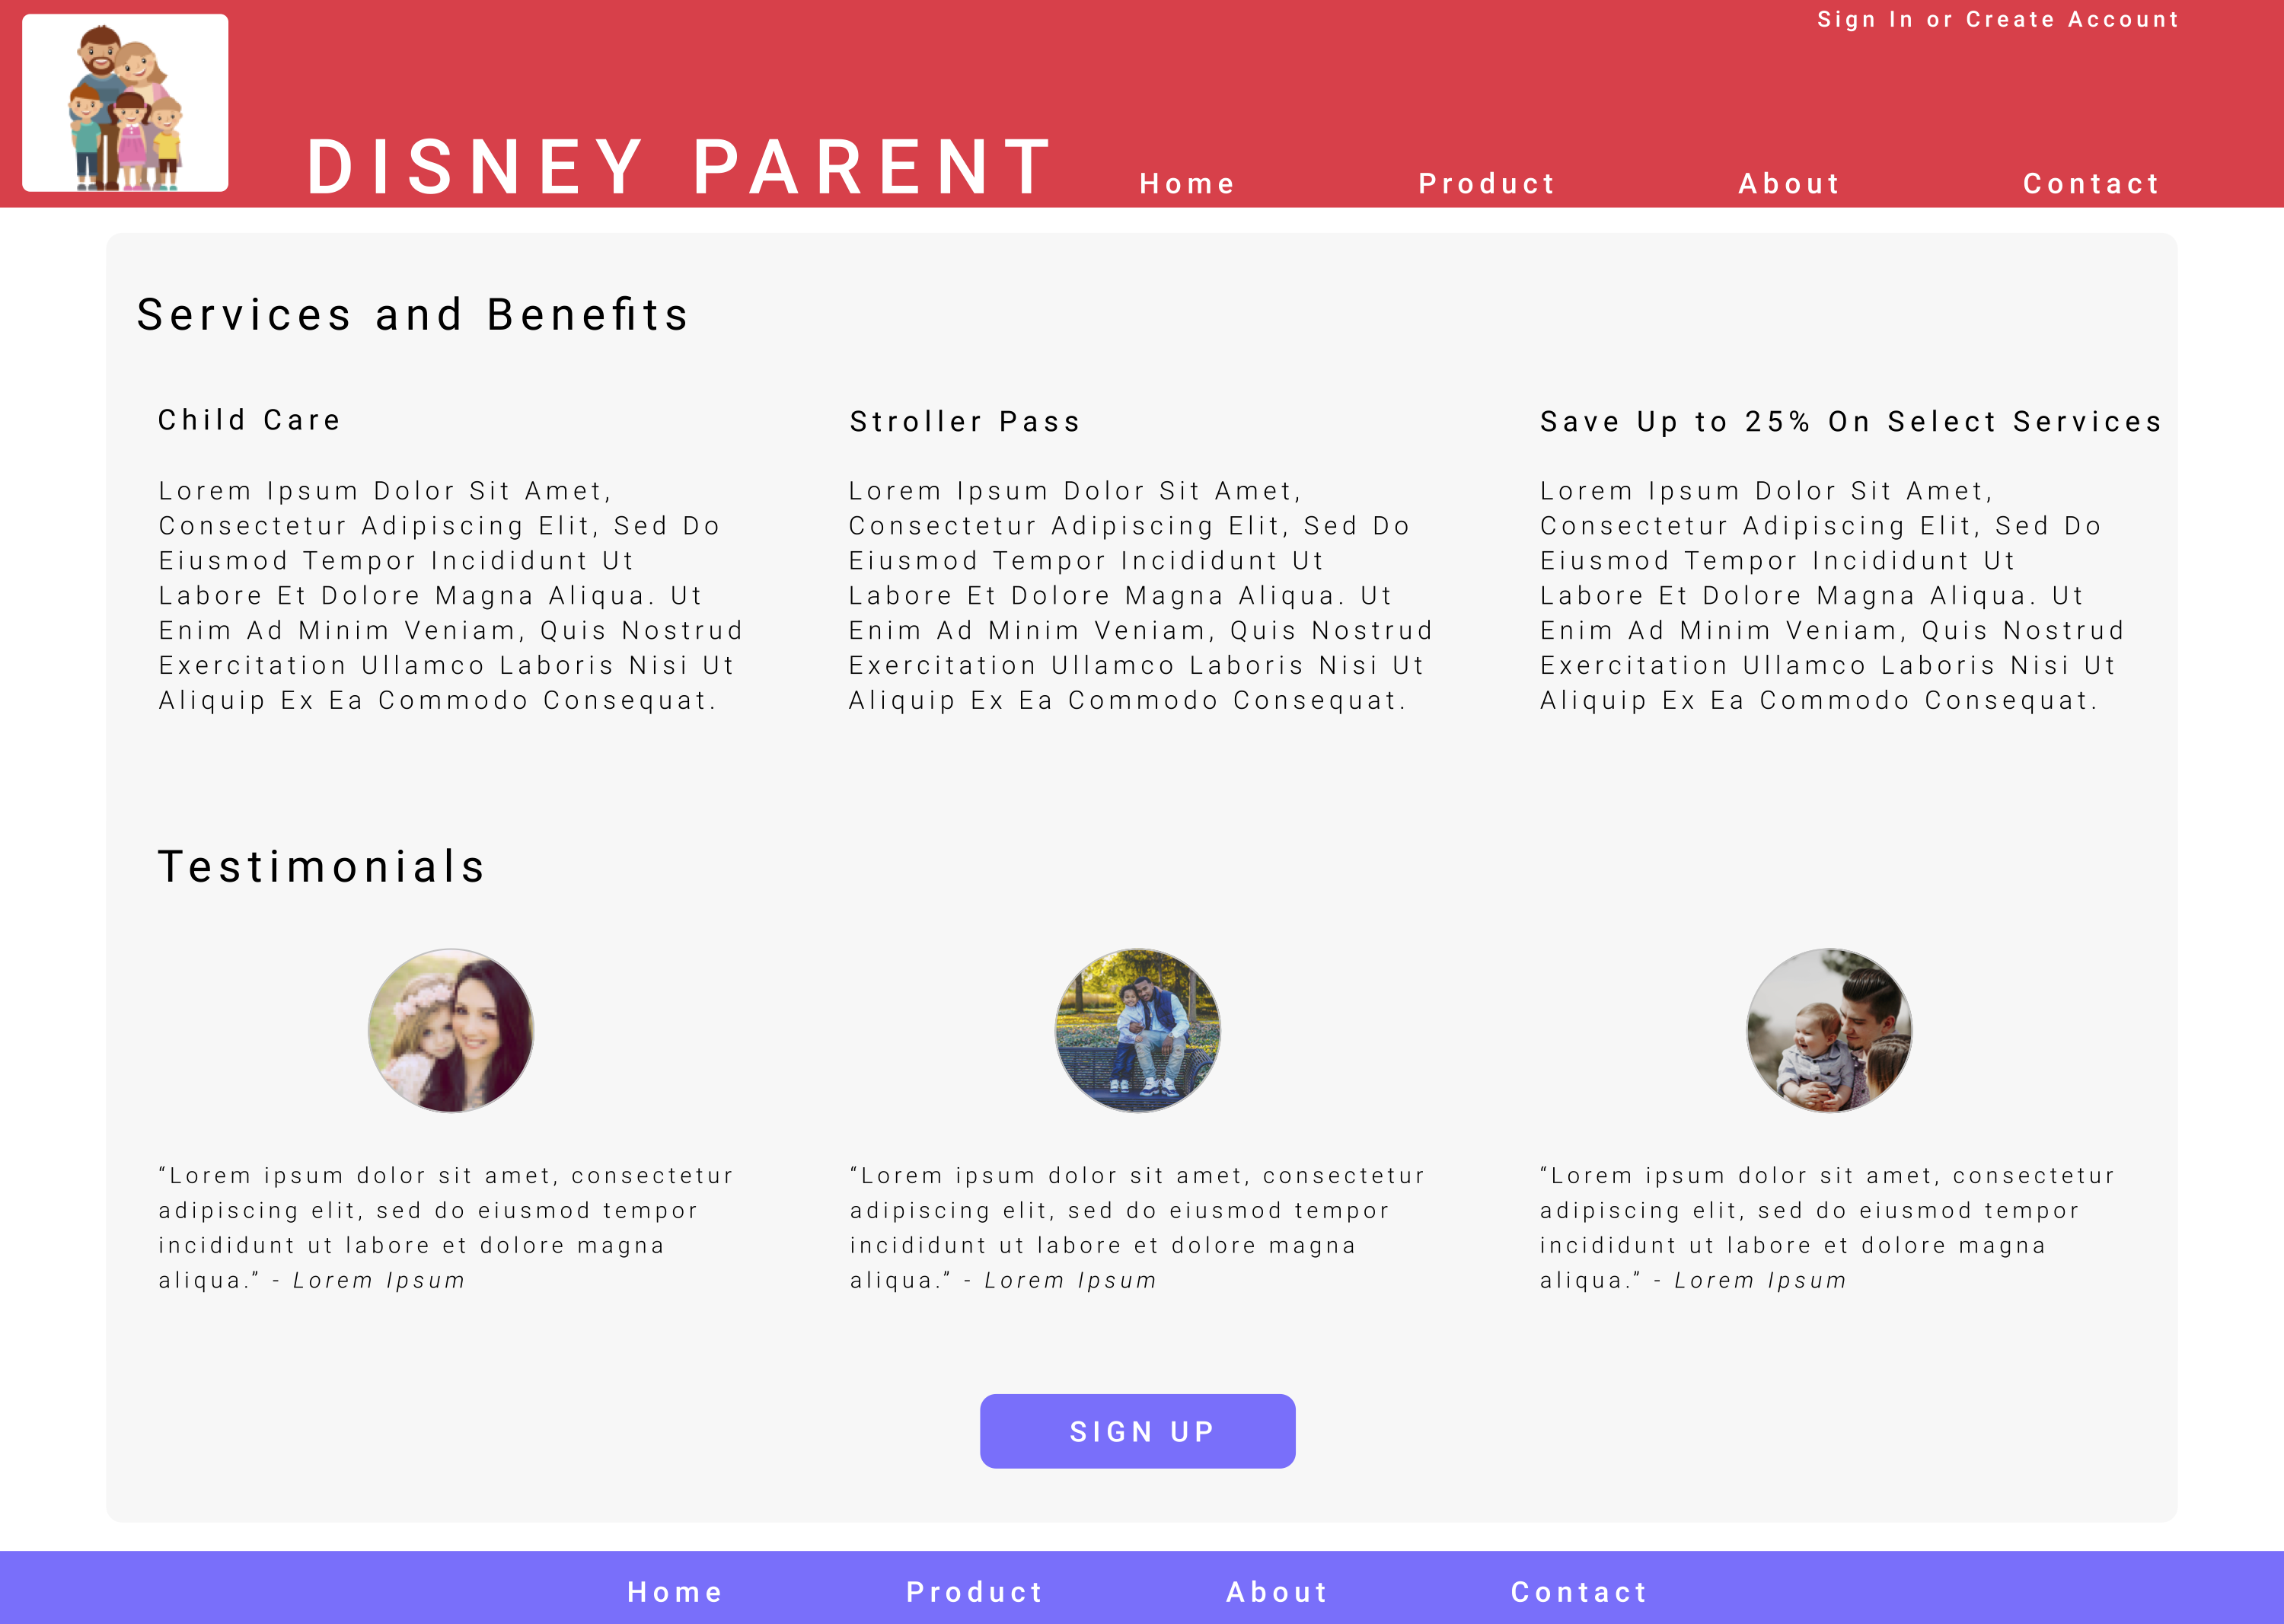 Sign In or Create Account
DISNEY PARENT
Home
Product
About
Contact
Services and Benefits
Child Care
Lorem Ipsum Dolor Sit Amet,
Consectetur Adipiscing Elit, Sed Do
Eiusmod Tempor Incididunt Ut
Labore Et Dolore Magna Aliqua. Ut
Enim Ad Minim Veniam, Quis Nostrud
Exercitation Ullamco Laboris Nisi Ut
Aliquip Ex Ea Commodo Consequat.
Stroller Pass
Lorem Ipsum Dolor Sit Amet,
Consectetur Adipiscing Elit, Sed Do
Eiusmod Tempor Incididunt Ut
Labore Et Dolore Magna Aliqua. Ut
Enim Ad Minim Veniam, Quis Nostrud
Exercitation Ullamco Laboris Nisi Ut
Aliquip Ex Ea Commodo Consequat.
Save Up to 25% On Select Services
Lorem Ipsum Dolor Sit Amet,
Consectetur Adipiscing Elit, Sed Do
Eiusmod Tempor Incididunt Ut
Labore Et Dolore Magna Aliqua. Ut
Enim Ad Minim Veniam, Quis Nostrud
Exercitation Ullamco Laboris Nisi Ut
Aliquip Ex Ea Commodo Consequat.
Testimonials
“Lorem ipsum dolor sit amet, consectetur
adipiscing elit, sed do eiusmod tempor
incididunt ut labore et dolore magna
aliqua.” - Lorem Ipsum
“Lorem ipsum dolor sit amet, consectetur
adipiscing elit, sed do eiusmod tempor
incididunt ut labore et dolore magna
aliqua.” - Lorem Ipsum
“Lorem ipsum dolor sit amet, consectetur
adipiscing elit, sed do eiusmod tempor
incididunt ut labore et dolore magna
aliqua.” - Lorem Ipsum
SIGN UP
Home
Product
About
Contact